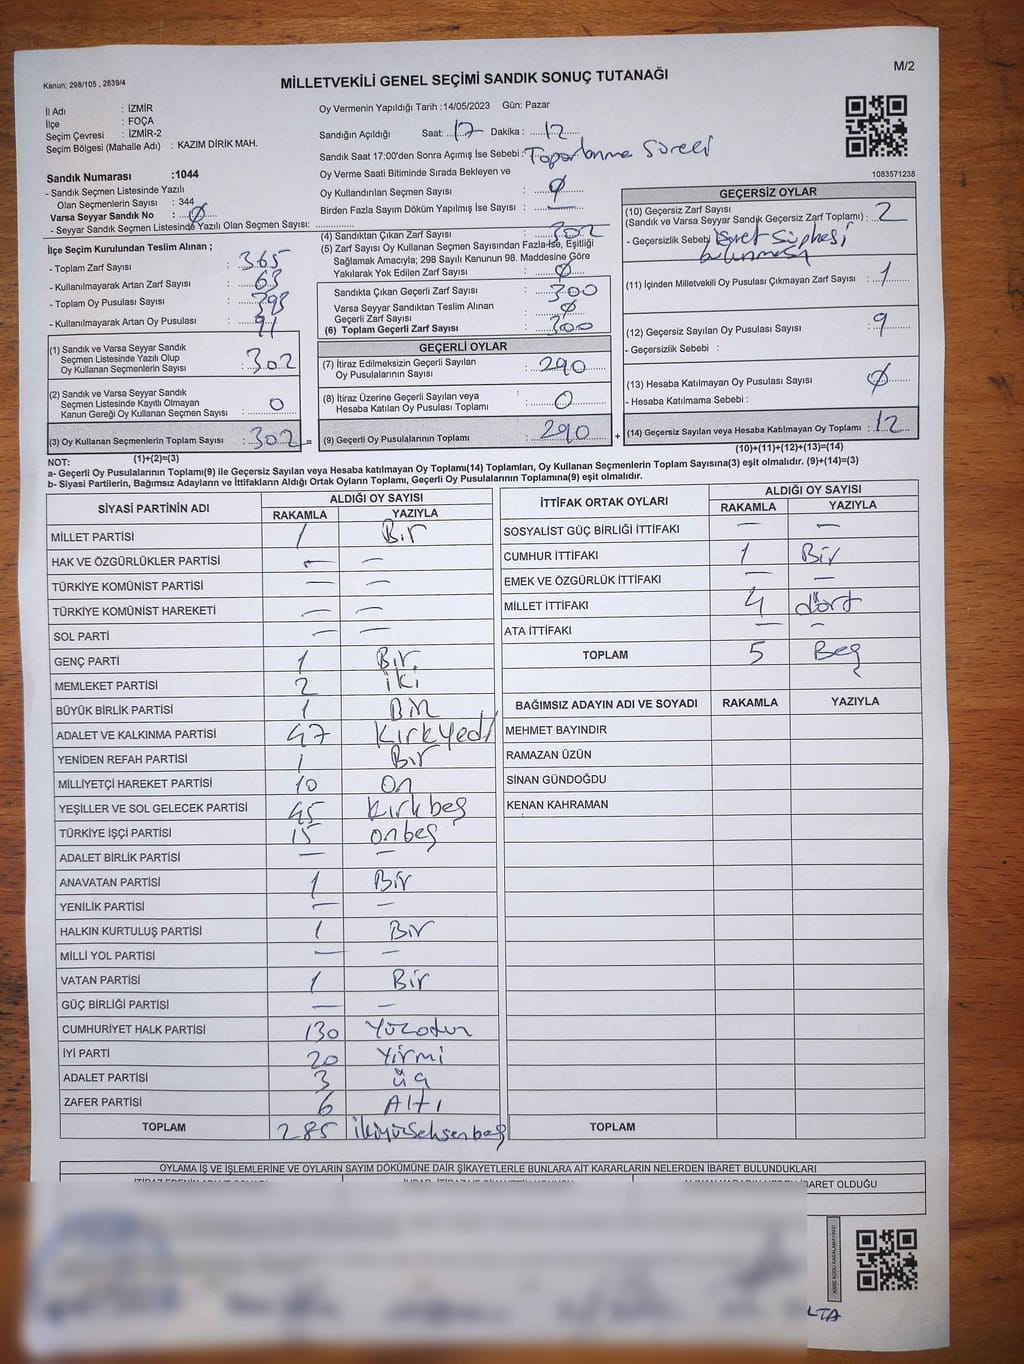 Kanun; 298/105 , 2839/4
MİLLETVEKİLİ GENEL SEÇİMİ SANDIK SONUÇ TUTANAĞI
M/2
İl Adı : İZMİR
İlçe : FOÇA
Seçim Çevresi : İZMİR-2
Seçim Bölgesi (Mahalle Adı) : KAZIM DİRİK MAH.
Oy Vermenin Yapıldığı Tarih :14/05/2023 Gün: Pazar
Sandığın Açıldığı Saat: 17 Dakika : 12
Sandık Saat 17:00'den Sonra Açımış İse Sebebi: Toparlanma Süreci
1083571238
Sandık Numarası :1044
- Sandık Seçmen Listesinde Yazılı
Olan Seçmenlerin Sayısı : 344
Varsa Seyyar Sandık No : Ø
- Seyyar Sandık Seçmen Listesinde Yazılı Olan Seçmen Sayısı:
Oy Verme Saati Bitiminde Sırada Bekleyen ve
Oy Kullandırılan Seçmen Sayısı : Ø
Birden Fazla Sayım Döküm Yapılmış İse Sayısı : —
İlçe Seçim Kurulundan Teslim Alınan ;
- Toplam Zarf Sayısı : 365
- Kullanılmayarak Artan Zarf Sayısı : 63
- Toplam Oy Pusulası Sayısı : 393
- Kullanılmayarak Artan Oy Pusulası : 91
(1) Sandık ve Varsa Seyyar Sandık
Seçmen Listesinde Yazılı Olup
Oy Kullanan Seçmenlerin Sayısı : 302
(2) Sandık ve Varsa Seyyar Sandık
Seçmen Listesinde Kayıtlı Olmayan
Kanun Gereği Oy Kullanan Seçmen Sayısı : 0
(3) Oy Kullanan Seçmenlerin Toplam Sayısı : 302 =
(1)+(2)=(3)
(4) Sandıktan Çıkan Zarf Sayısı : 302
(5) Zarf Sayısı Oy Kullanan Seçmen Sayısından Fazla İse, Eşitliği
Sağlamak Amacıyla; 298 Sayılı Kanunun 98. Maddesine Göre
Yakılarak Yok Edilen Zarf Sayısı : Ø
Sandıkta Çıkan Geçerli Zarf Sayısı : 300
Varsa Seyyar Sandıktan Teslim Alınan
Geçerli Zarf Sayısı : Ø
(6) Toplam Geçerli Zarf Sayısı : 300
GEÇERLİ OYLAR
(7) İtiraz Edilmeksizin Geçerli Sayılan
Oy Pusulalarının Sayısı : 290
(8) İtiraz Üzerine Geçerli Sayılan veya
Hesaba Katılan Oy Pusulası Toplamı : 0
(9) Geçerli Oy Pusulalarının Toplamı : 290 +
GEÇERSİZ OYLAR
(10) Geçersiz Zarf Sayısı
(Sandık ve Varsa Seyyar Sandık Geçersiz Zarf Toplamı) : 2
- Geçersizlik Sebebi : işaret Şüphesi
bulunması
(11) İçinden Milletvekili Oy Pusulası Çıkmayan Zarf Sayısı : 1
(12) Geçersiz Sayılan Oy Pusulası Sayısı : 9
- Geçersizlik Sebebi :
(13) Hesaba Katılmayan Oy Pusulası Sayısı : Ø
- Hesaba Katılmama Sebebi :
(14) Geçersiz Sayılan veya Hesaba Katılmayan Oy Toplamı : 12
(10)+(11)+(12)+(13)=(14)
NOT:
a- Geçerli Oy Pusulalarının Toplamı(9) ile Geçersiz Sayılan veya Hesaba katılmayan Oy Toplamı(14) Toplamları, Oy Kullanan Seçmenlerin Toplam Sayısına(3) eşit olmalıdır. (9)+(14)=(3)
b- Siyasi Partilerin, Bağımsız Adayların ve İttifakların Aldığı Ortak Oyların Toplamı, Geçerli Oy Pusulalarının Toplamına(9) eşit olmalıdır.
SİYASİ PARTİNİN ADI ALDIĞI OY SAYISI
RAKAMLA YAZIYLA
MİLLET PARTİSİ 1 Bir
HAK VE ÖZGÜRLÜKLER PARTİSİ — —
TÜRKİYE KOMÜNİST PARTİSİ — —
TÜRKİYE KOMÜNİST HAREKETİ — —
SOL PARTİ — —
GENÇ PARTİ 1 Bir.
MEMLEKET PARTİSİ 2 iki
BÜYÜK BİRLİK PARTİSİ 1 Bir
ADALET VE KALKINMA PARTİSİ 47 KırkYedi
YENİDEN REFAH PARTİSİ 1 Bir
MİLLİYETÇİ HAREKET PARTİSİ 10 On
YEŞİLLER VE SOL GELECEK PARTİSİ 45 Kırkbeş
TÜRKİYE İŞÇİ PARTİSİ 15 onbeş
ADALET BİRLİK PARTİSİ — —
ANAVATAN PARTİSİ 1 Bir
YENİLİK PARTİSİ — —
HALKIN KURTULUŞ PARTİSİ 1 Bir
MİLLİ YOL PARTİSİ — —
VATAN PARTİSİ 1 Bir
GÜÇ BİRLİĞİ PARTİSİ — —
CUMHURİYET HALK PARTİSİ 130 Yüzotuz
İYİ PARTİ 20 Yirmi
ADALET PARTİSİ 3 üç
ZAFER PARTİSİ 6 Altı
TOPLAM 285 ikiyüzseksenbeş
İTTİFAK ORTAK OYLARI ALDIĞI OY SAYISI
RAKAMLA YAZIYLA
SOSYALİST GÜÇ BİRLİĞİ İTTİFAKI — —
CUMHUR İTTİFAKI 1 Bir
EMEK VE ÖZGÜRLÜK İTTİFAKI — —
MİLLET İTTİFAKI 4 dört
ATA İTTİFAKI — —
TOPLAM 5 Beş
BAĞIMSIZ ADAYIN ADI VE SOYADI RAKAMLA YAZIYLA
MEHMET BAYINDIR
RAMAZAN ÜZÜN
SİNAN GÜNDOĞDU
KENAN KAHRAMAN
TOPLAM
OYLAMA İŞ VE İŞLEMLERİNE VE OYLARIN SAYIM DÖKÜMÜNE DAİR ŞİKAYETLERLE BUNLARA AİT KARARLARIN NELERDEN İBARET BULUNDUKLARI
İBARET OLDUĞU